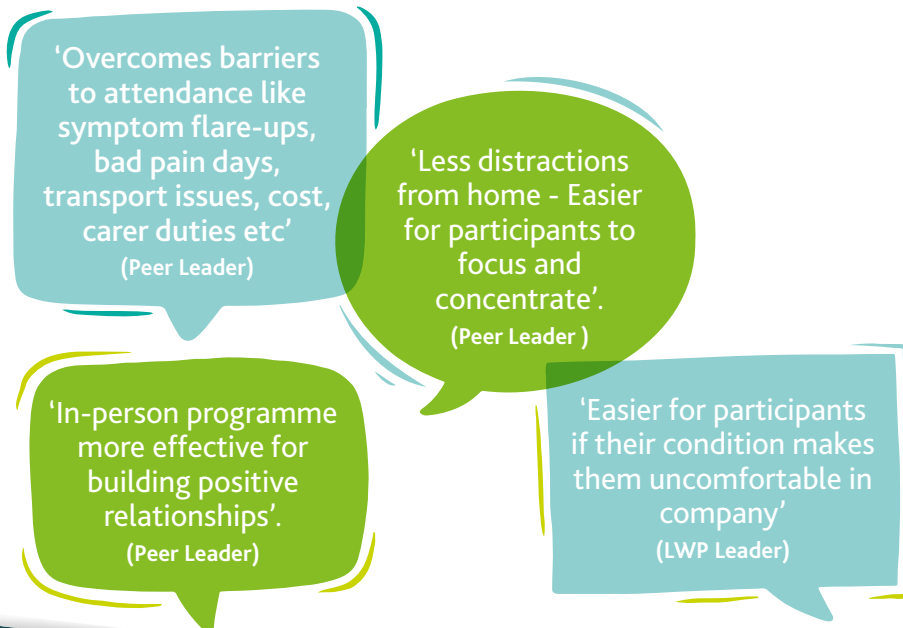 ‘Overcomes barriers
to attendance like
symptom flare-ups,
bad pain days,
transport issues, cost,
carer duties etc’
(Peer Leader)
‘Less distractions
from home - Easier
for participants to
focus and
concentrate’.
(Peer Leader )
‘In-person programme
more effective for
building positive
relationships’.
(Peer Leader)
‘Easier for participants
if their condition makes
them uncomfortable in
company’
(LWP Leader)